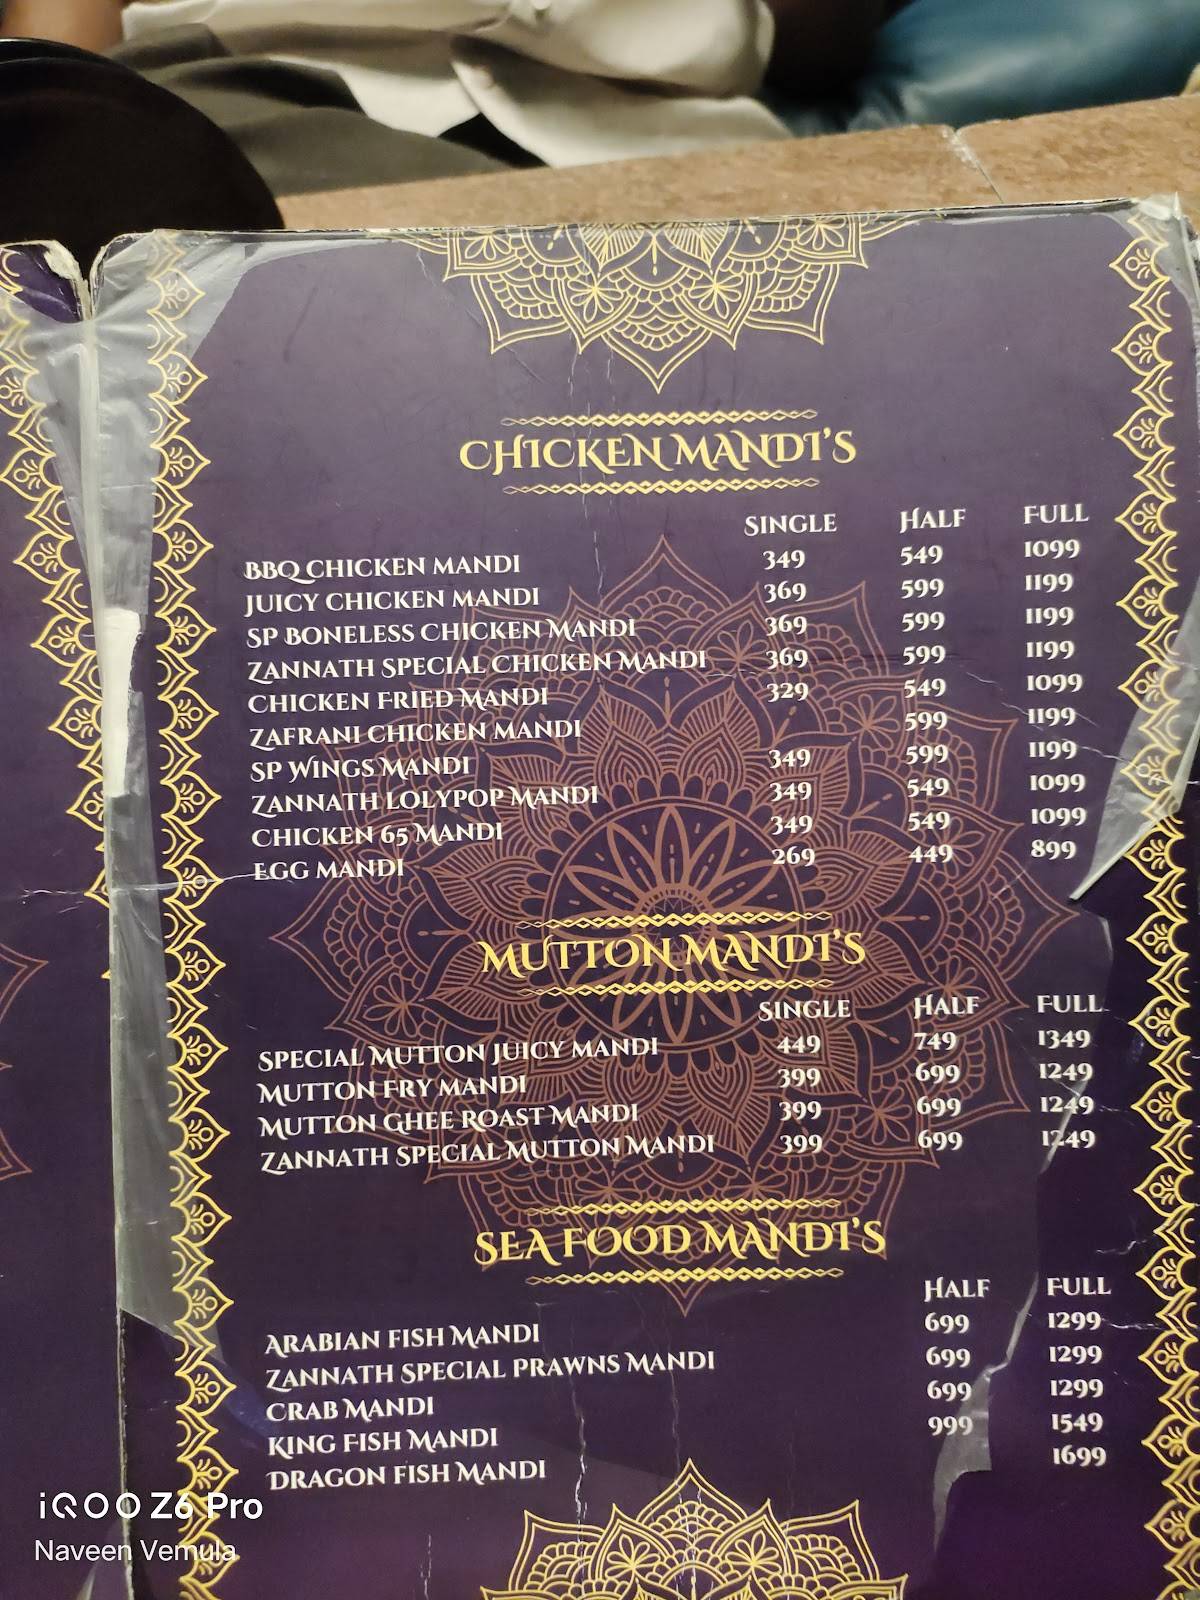 CHICKEN MANDI'S
SINGLE HALF FULL
BBQ CHICKEN MANDI 349 549 1099
JUICY CHICKEN MANDI 369 599 1199
SP BONELESS CHICKEN MANDI 369 599 1199
ZANNATH SPECIAL CHICKEN MANDI 369 599 1199
CHICKEN FRIED MANDI 329 549 1099
ZAFRANI CHICKEN MANDI 599 1199
SP WINGS MANDI 349 599 1199
ZANNATH LOLYPOP MANDI 349 549 1099
CHICKEN 65 MANDI 349 549 1099
EGG MANDI 269 449 899
MUTTON MANDI'S
SINGLE HALF FULL
SPECIAL MUTTON JUICY MANDI 449 749 1349
MUTTON FRY MANDI 399 699 1249
MUTTON GHEE ROAST MANDI 399 699 1249
ZANNATH SPECIAL MUTTON MANDI 399 699 1249
SEA FOOD MANDI'S
HALF FULL
ARABIAN FISH MANDI 699 1299
ZANNATH SPECIAL PRAWNS MANDI 699 1299
CRAB MANDI 699 1299
KING FISH MANDI 999 1549
DRAGON FISH MANDI 1699
iQOO Z6 Pro
Naveen Vemula